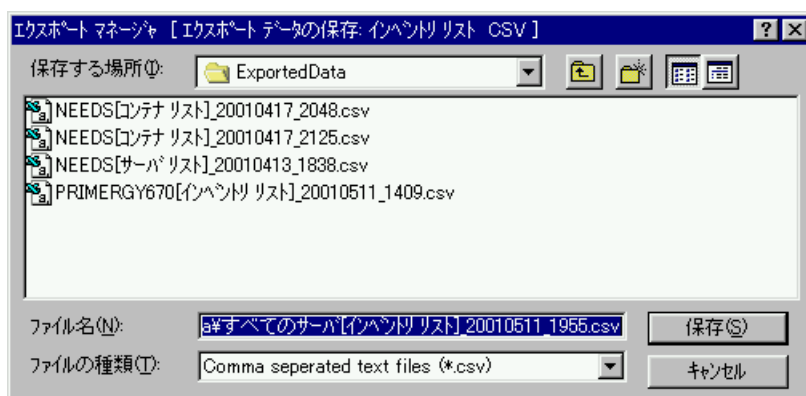 エクスポート マネージャ [ エクスポート データの保存: インベントリ リスト CSV ]
保存する場所(I): ExportedData
NEEDS[コンテナ リスト]_20010417_2048.csv
NEEDS[コンテナ リスト]_20010417_2125.csv
NEEDS[サーバ リスト]_20010413_1838.csv
PRIMERGY670[インベントリ リスト]_20010511_1409.csv
ファイル名(N): a¥すべてのサーバ[インベントリ リスト]_20010511_1955.csv 保存(S)
ファイルの種類(T): Comma seperated text files (*.csv) キャンセル